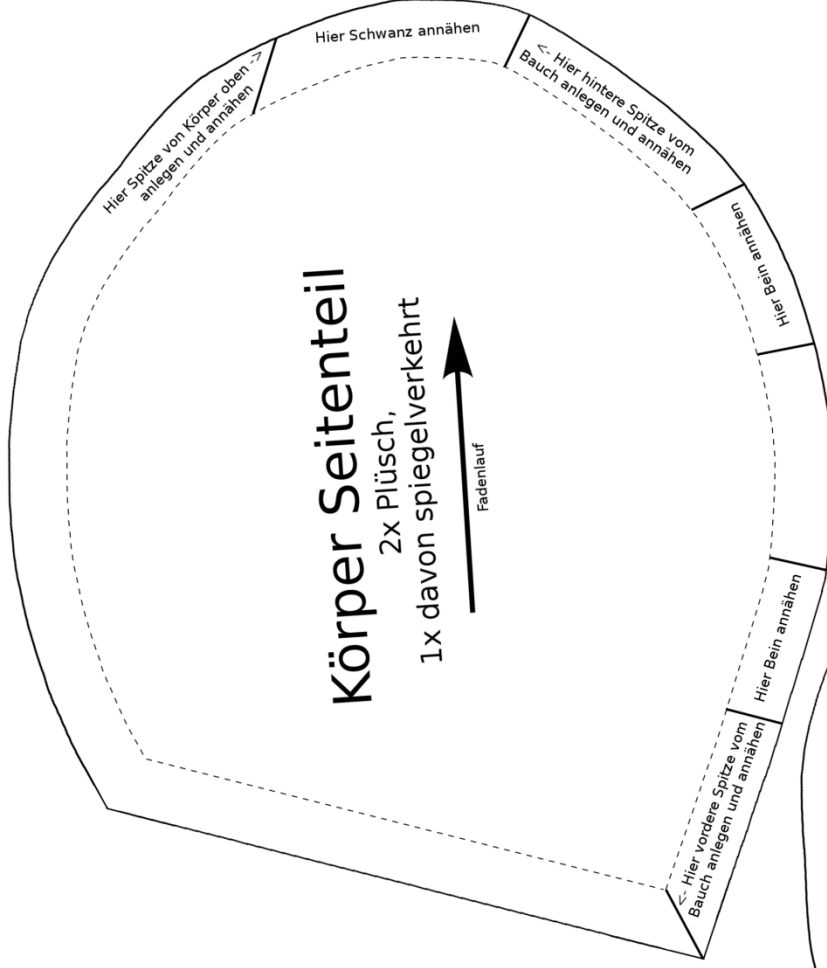 Hier Schwanz annähen
<- Hier hintere Spitze vom
Bauch anlegen und annähen
Hier Spitze von Körper oben ->
anlegen und annähen
Hier Bein annähen
Körper Seitenteil
2x Plüsch,
1x davon spiegelverkehrt
Fadenlauf
Hier Bein annähen
<- Hier vordere Spitze vom
Bauch anlegen und annähen